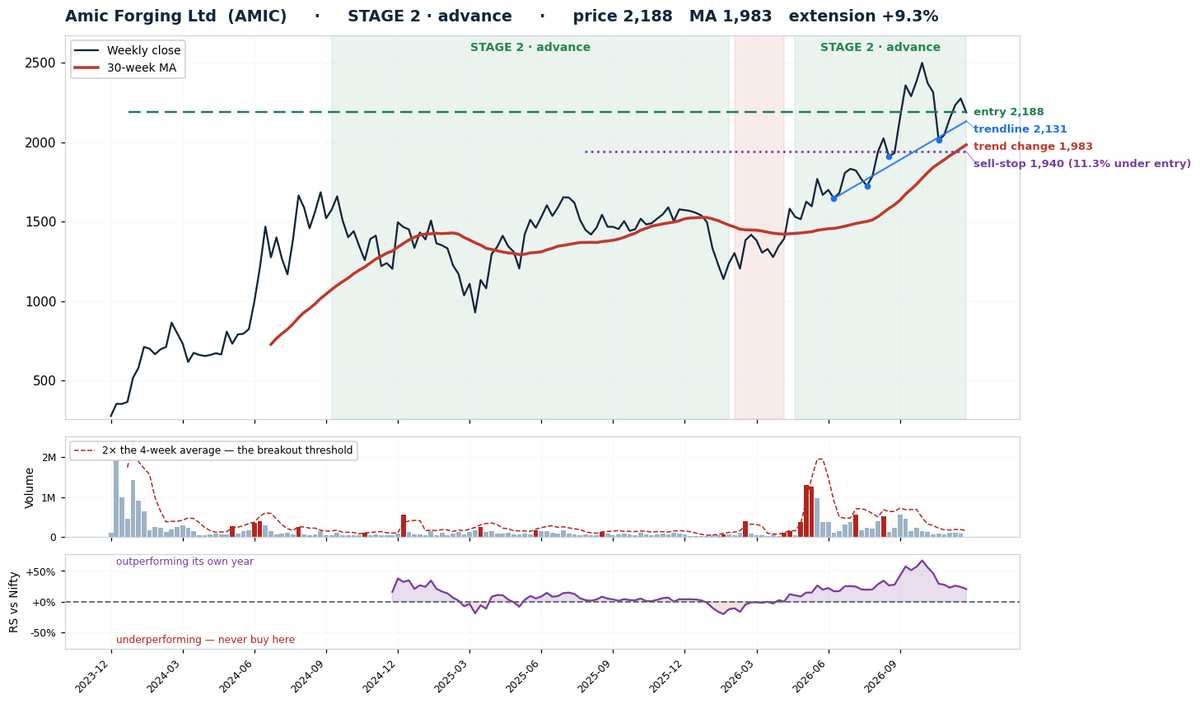 Amic Forging Ltd (AMIC) · STAGE 2 · advance · price 2,188 MA 1,983 extension +9.3%
Weekly close
30-week MA
STAGE 2 · advance
STAGE 2 · advance
2500
2000
1500
1000
500
entry 2,188
trendline 2,131
trend change 1,983
sell-stop 1,940 (11.3% under entry)
2× the 4-week average — the breakout threshold
Volume
2M
1M
0
outperforming its own year
underperforming — never buy here
RS vs Nifty
+50%
+0%
-50%
2023-12
2024-03
2024-06
2024-09
2024-12
2025-03
2025-06
2025-09
2025-12
2026-03
2026-06
2026-09